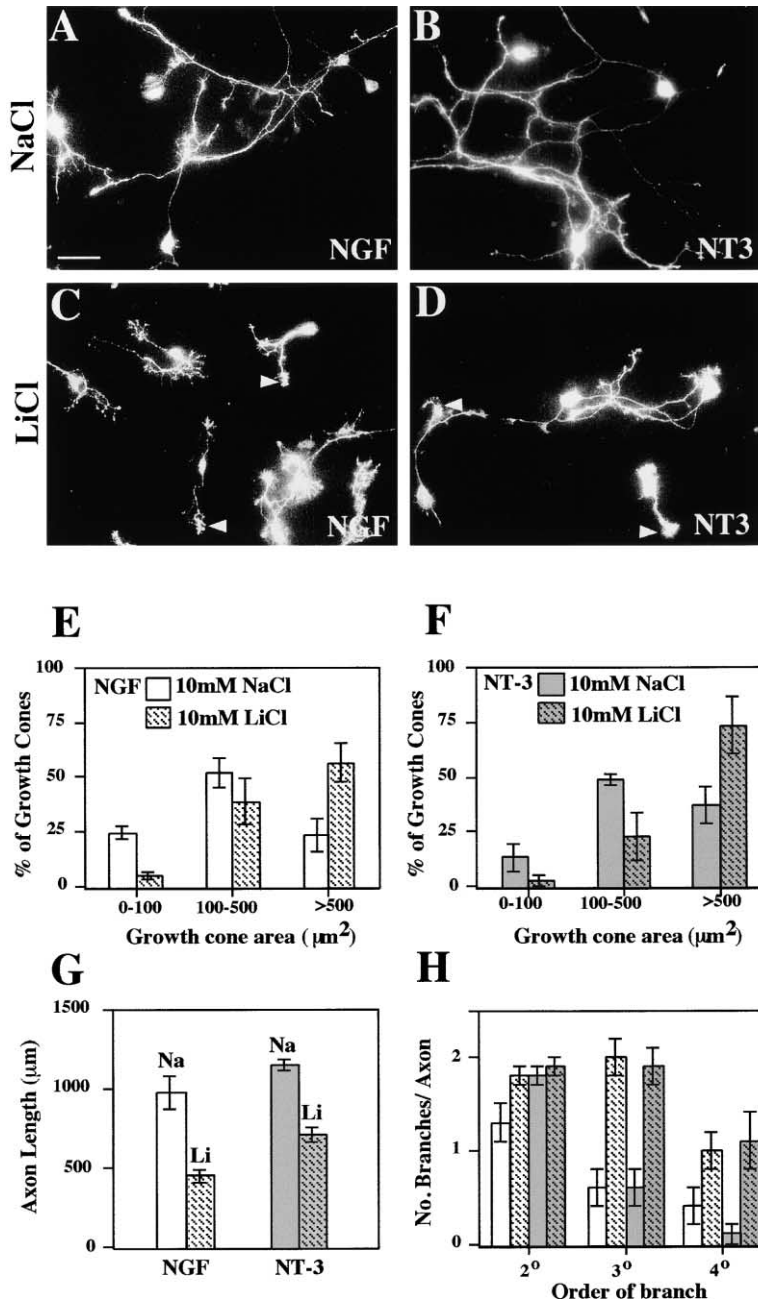 A
B
NaCl
NGF
NT3
C
D
LiCl
NGF
NT3
E
100
75
50
25
0
% of Growth Cones
NGF
10mM NaCl
10mM LiCl
0-100
100-500
>500
Growth cone area (µm²)
F
100
75
50
25
0
% of Growth Cones
NT-3
10mM NaCl
10mM LiCl
0-100
100-500
>500
Growth cone area (µm²)
G
1500
1000
500
0
Axon Length (µm)
Na
Li
Na
Li
NGF
NT-3
H
2
1
0
No. Branches/ Axon
2°
3°
4°
Order of branch